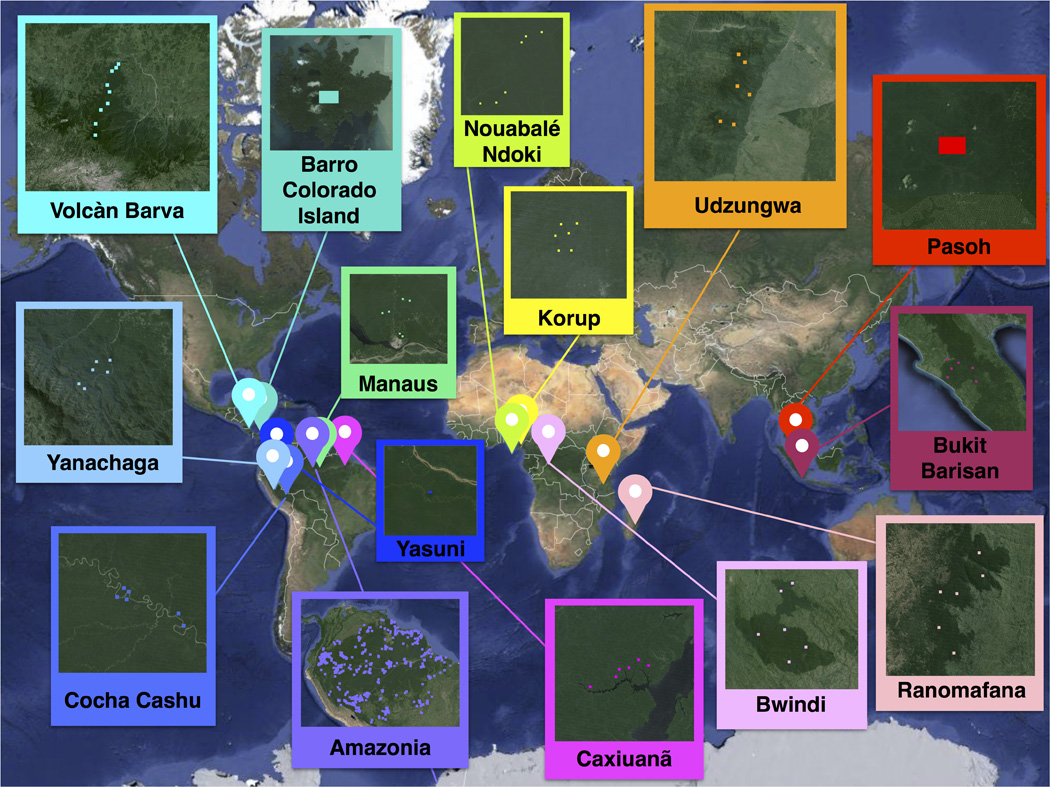 Volcàn Barva
Barro
Colorado
Island
Nouabalé
Ndoki
Udzungwa
Pasoh
Korup
Manaus
Yanachaga
Bukit
Barisan
Yasuni
Cocha Cashu
Amazonia
Caxiuanã
Bwindi
Ranomafana